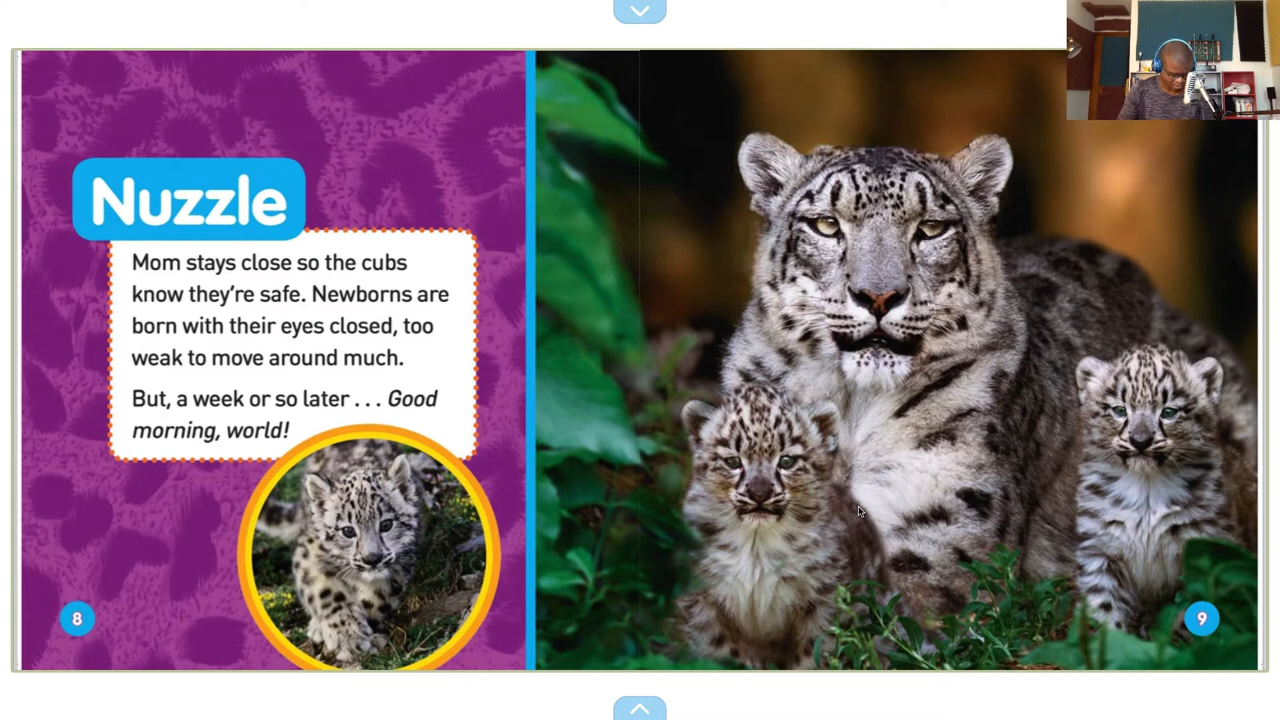 Nuzzle
Mom stays close so the cubs
know they're safe. Newborns are
born with their eyes closed, too
weak to move around much.
But, a week or so later . . . Good
morning, world!
8
9